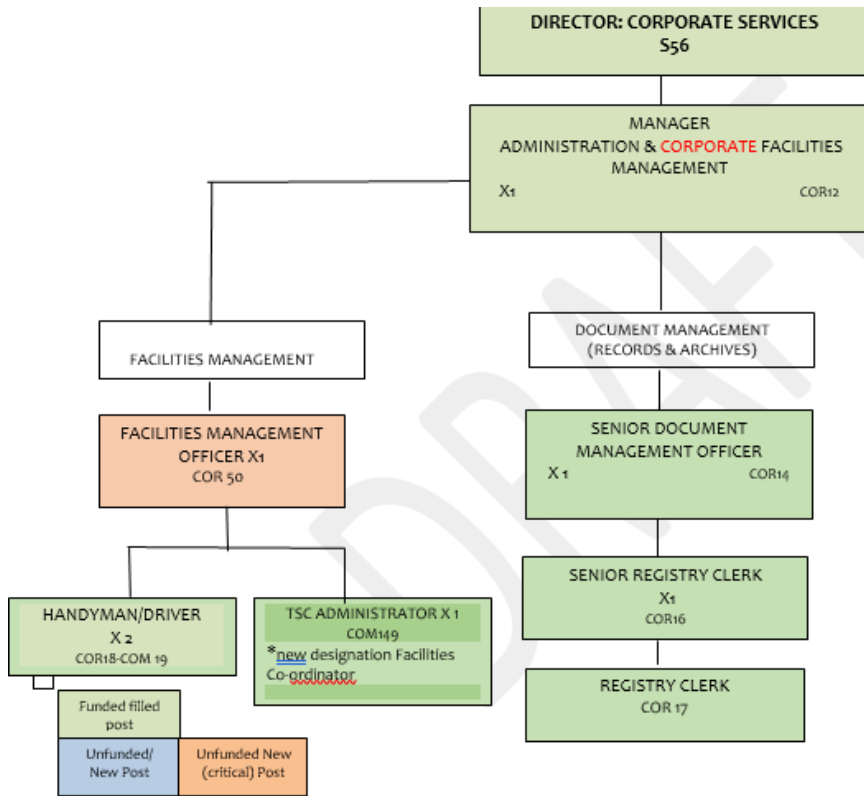 DIRECTOR: CORPORATE SERVICES
S56
MANAGER
ADMINISTRATION & CORPORATE FACILITIES
MANAGEMENT
X1 COR12
FACILITIES MANAGEMENT
DOCUMENT MANAGEMENT
(RECORDS & ARCHIVES)
FACILITIES MANAGEMENT
OFFICER X1
COR 50
SENIOR DOCUMENT
MANAGEMENT OFFICER
X 1 COR14
HANDYMAN/DRIVER
X 2
COR18-COM 19
TSC ADMINISTRATOR X 1
COM149
*new designation Facilities
Co-ordinator
SENIOR REGISTRY CLERK
X1
COR16
REGISTRY CLERK
COR 17
Funded filled
post
Unfunded/
New Post
Unfunded New
(critical) Post
DRAFT